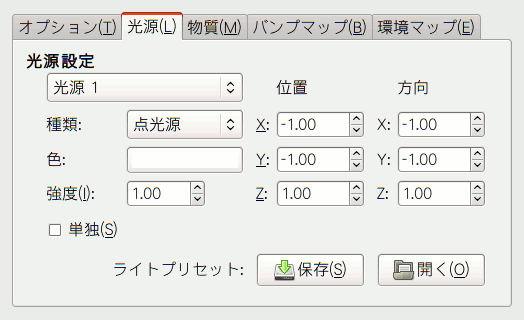 オプション(T) 光源(L) 物質(M) バンプマップ(B) 環境マップ(E)
光源設定
光源 1 位置 方向
種類: 点光源 X: -1.00 X: -1.00
色: Y: -1.00 Y: -1.00
強度(I): 1.00 Z: 1.00 Z: 1.00
単独(S)
ライトプリセット: 保存(S) 開く(O)